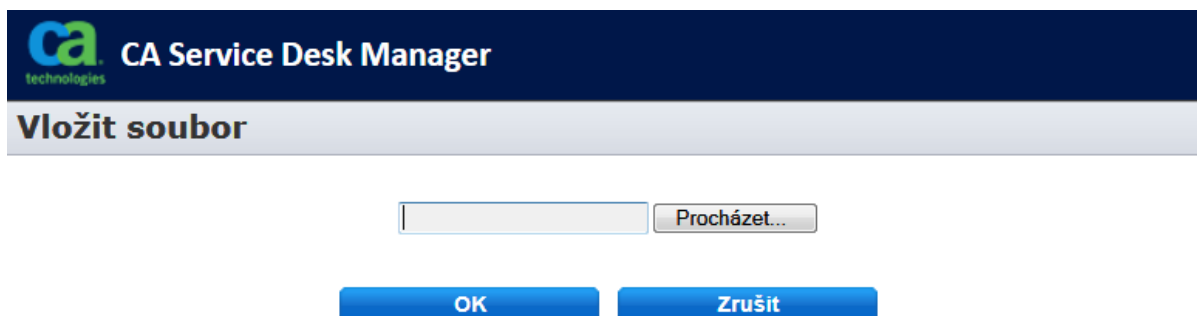 ca
technologies
CA Service Desk Manager
Vložit soubor
Procházet...
OK Zrušit